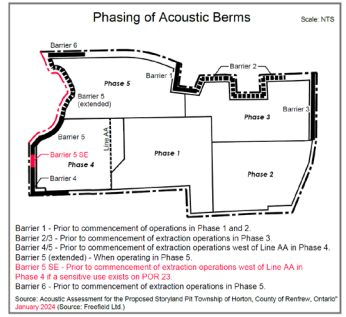 Phasing of Acoustic Berms
Scale: NTS
Barrier 6
Barrier 1
Barrier 2
Phase 5
Barrier 5
(extended)
Phase 3
Barrier 3
Barrier 5
Line AA
Barrier 5 SE
Phase 4
Phase 1
Barrier 4
Phase 2
Barrier 1 - Prior to commencement of operations in Phase 1 and 2.
Barrier 2/3 - Prior to commencement of extraction operations in Phase 3.
Barrier 4/5 - Prior to commencement of extraction operations west of Line AA in Phase 4.
Barrier 5 (extended) - When operating in Phase 5.
Barrier 5 SE - Prior to commencement of extraction operations west of Line AA in
Phase 4 if a sensitive use exists on POR 23.
Barrier 6 - Prior to commencement of extraction operations in Phase 5.
Source: Acoustic Assessment for the Proposed Storyland Pit Township of Horton, County of Renfrew, Ontario"
January 2024 (Source: Freefield Ltd.)